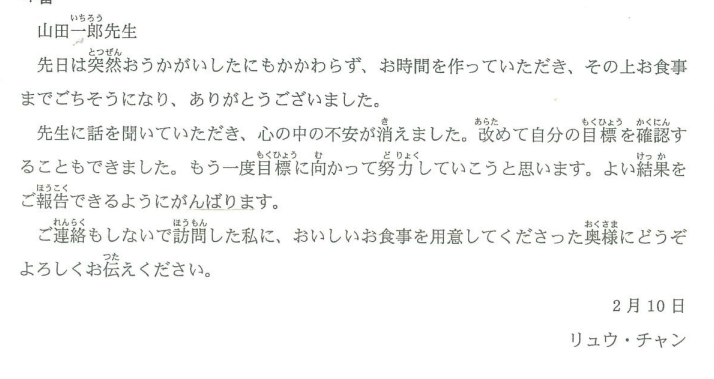 山田一郎先生
先日は突然おうかがいしたにもかかわらず、お時間を作っていただき、その上お食事
までごちそうになり、ありがとうございました。
先生に話を聞いていただき、心の中の不安が消えました。改めて自分の目標を確認す
ることもできました。もう一度目標に向かって努力していこうと思います。よい結果を
ご報告できるようにがんばります。
ご連絡もしないで訪問した私に、おいしいお食事を用意してくださった奥様にどうぞ
よろしくお伝えください。
2月10日
リュウ・チャン